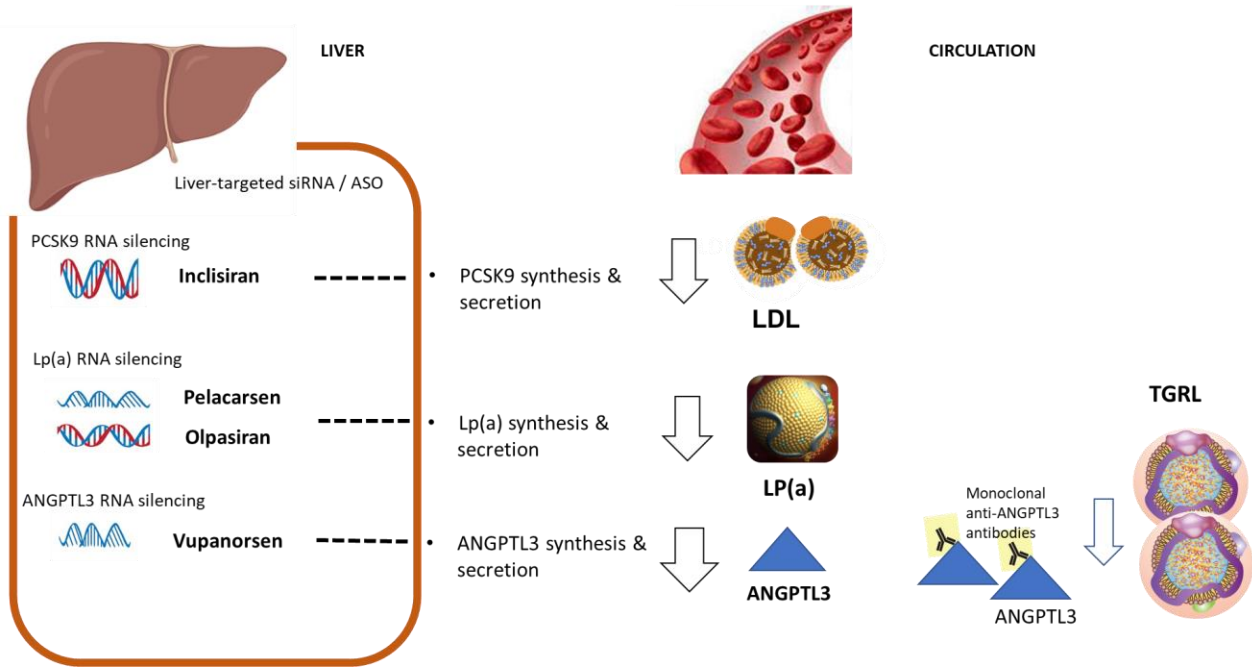 LIVER
CIRCULATION
Liver-targeted siRNA / ASO
PCSK9 RNA silencing
Inclisiran
• PCSK9 synthesis &
secretion
LDL
Lp(a) RNA silencing
Pelacarsen
Olpasiran
• Lp(a) synthesis &
secretion
LP(a)
TGRL
ANGPTL3 RNA silencing
Vupanorsen
• ANGPTL3 synthesis &
secretion
ANGPTL3
Monoclonal
anti-ANGPTL3
antibodies
ANGPTL3